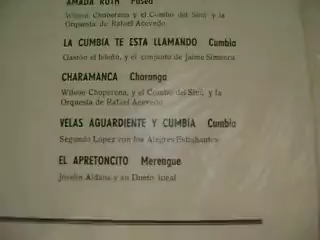 AMADA RUTH Paseo
Wilson Choperena y el Combo del Sinú y la
Orquesta de Rafael Acevedo
LA CUMBIA TE ESTA LLAMANDO Cumbia
Gastón el Isleño, y el conjunto de Jaime Simanca
CHARAMANCA Charanga
Wilson Choperena, y el Combo del Sinú y la
Orquesta de Rafael Acevedo
VELAS AGUARDIENTE Y CUMBIA Cumbia
Segundo López con los Alegres Estudiantes
EL APRETONCITO Merengue
Joselín Aldana y su Dueto Ideal